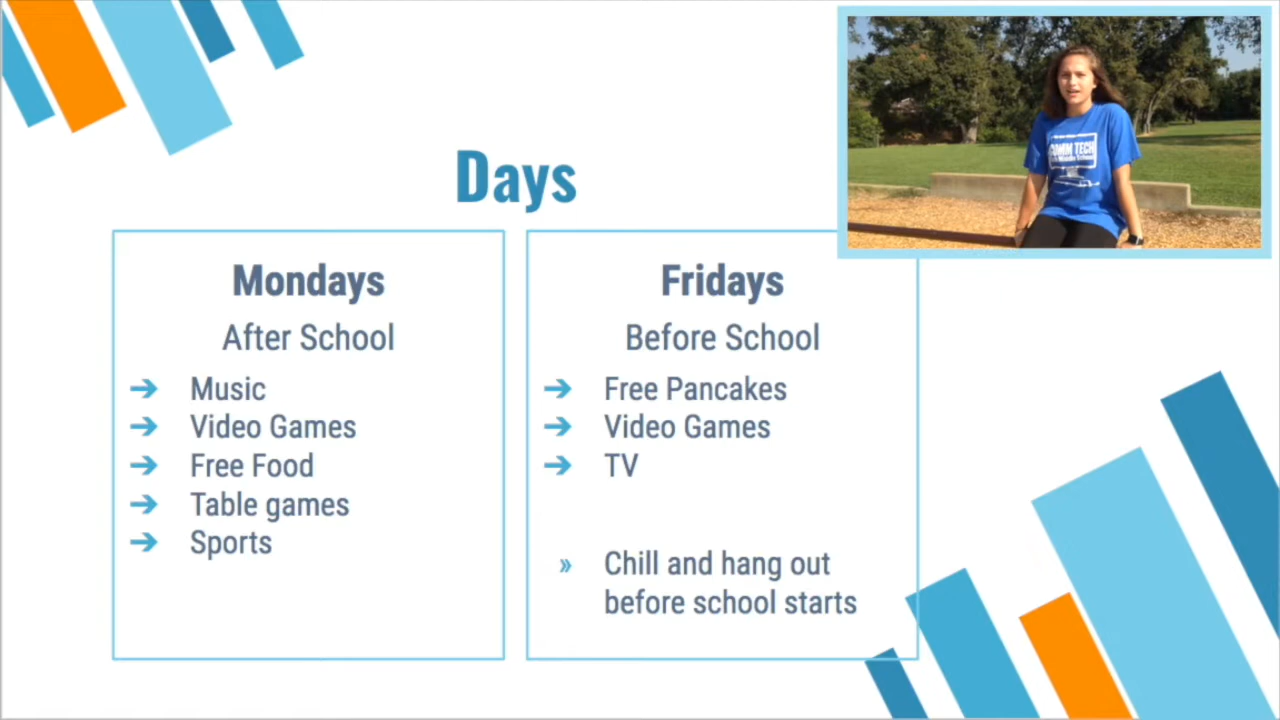 Days
Mondays
After School
➔ Music
➔ Video Games
➔ Free Food
➔ Table games
➔ Sports
Fridays
Before School
➔ Free Pancakes
➔ Video Games
➔ TV
» Chill and hang out
before school starts
COMM TECH